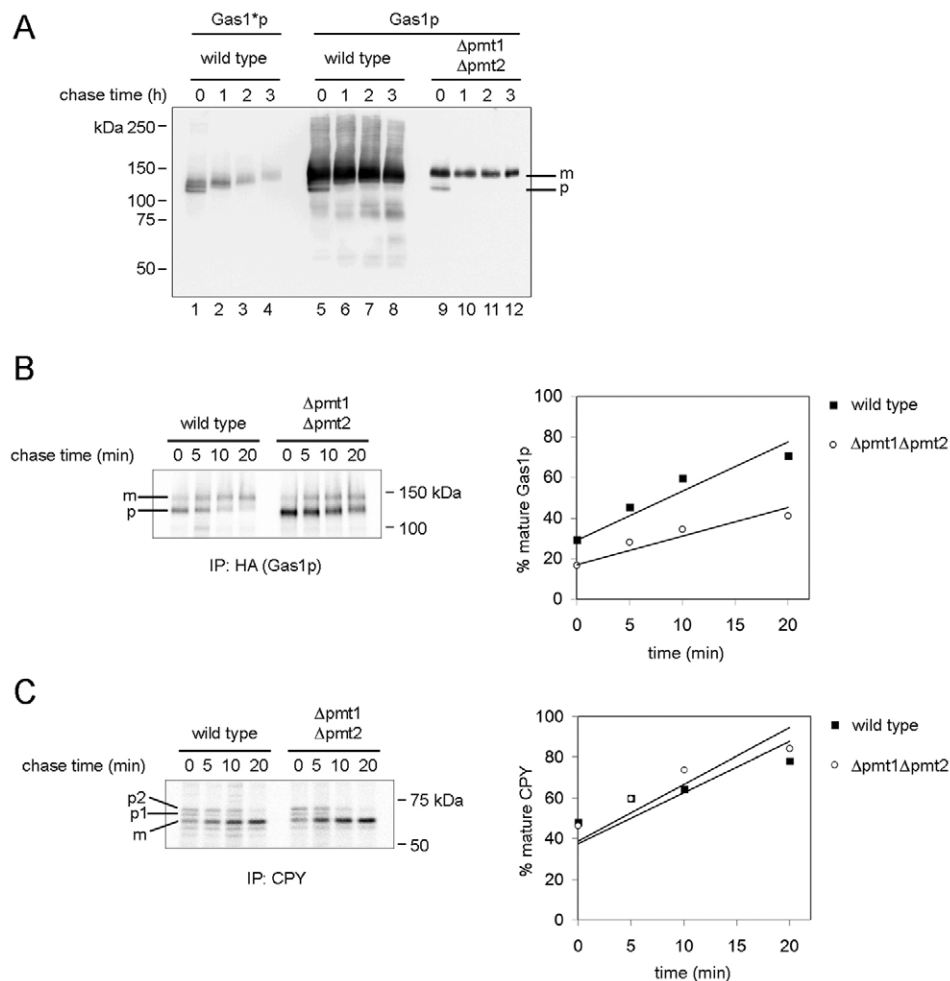 A
Gas1*p Gas1p
wild type wild type Δpmt1
Δpmt2
chase time (h) 0 1 2 3 0 1 2 3 0 1 2 3
kDa 250
150
100
75
50
m
p
1 2 3 4 5 6 7 8 9 10 11 12
B
wild type Δpmt1
Δpmt2
chase time (min) 0 5 10 20 0 5 10 20
m
p
150 kDa
100
IP: HA (Gas1p)
% mature Gas1p
100
80
60
40
20
0
0 5 10 15 20
time (min)
wild type
Δpmt1Δpmt2
C
wild type Δpmt1
Δpmt2
chase time (min) 0 5 10 20 0 5 10 20
p2
p1
m
75 kDa
50
IP: CPY
% mature CPY
100
80
60
40
20
0
0 5 10 15 20
time (min)
wild type
Δpmt1Δpmt2